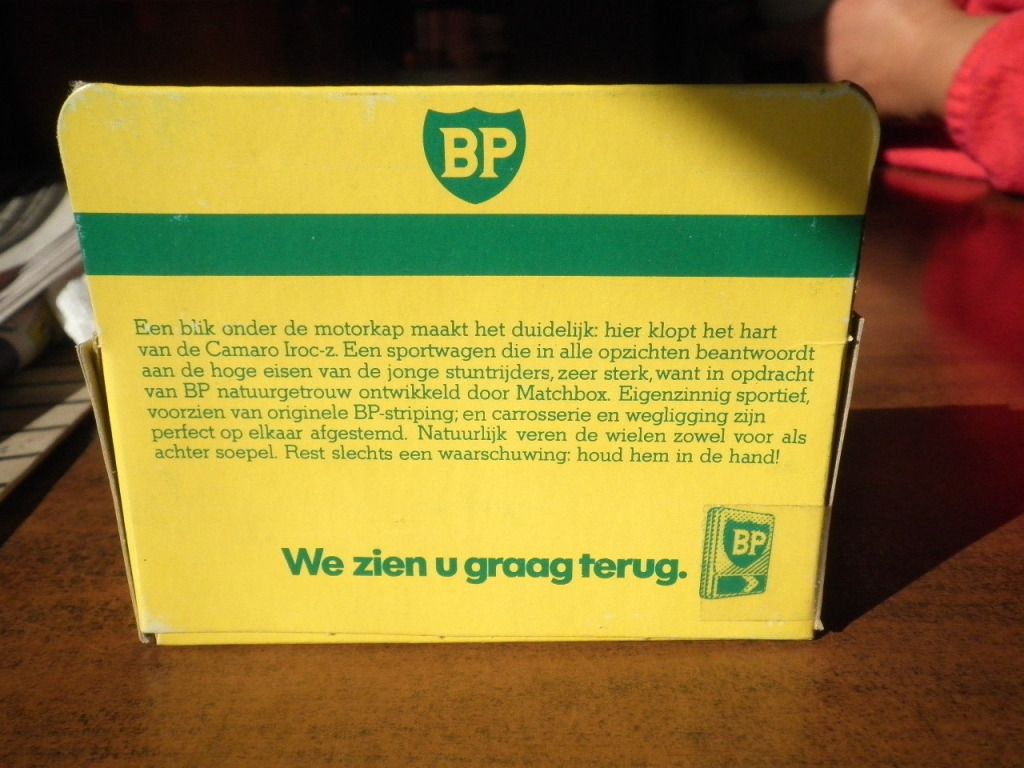 BP
Een blik onder de motorkap maakt het duidelijk: hier klopt het hart
van de Camaro Iroc-z. Een sportwagen die in alle opzichten beantwoordt
aan de hoge eisen van de jonge stuntrijders, zeer sterk, want in opdracht
van BP natuurgetrouw ontwikkeld door Matchbox. Eigenzinnig sportief,
voorzien van originele BP-striping; en carrosserie en wegligging zijn
perfect op elkaar afgestemd. Natuurlijk veren de wielen zowel voor als
achter soepel. Rest slechts een waarschuwing: houd hem in de hand!
We zien u graag terug.
BP